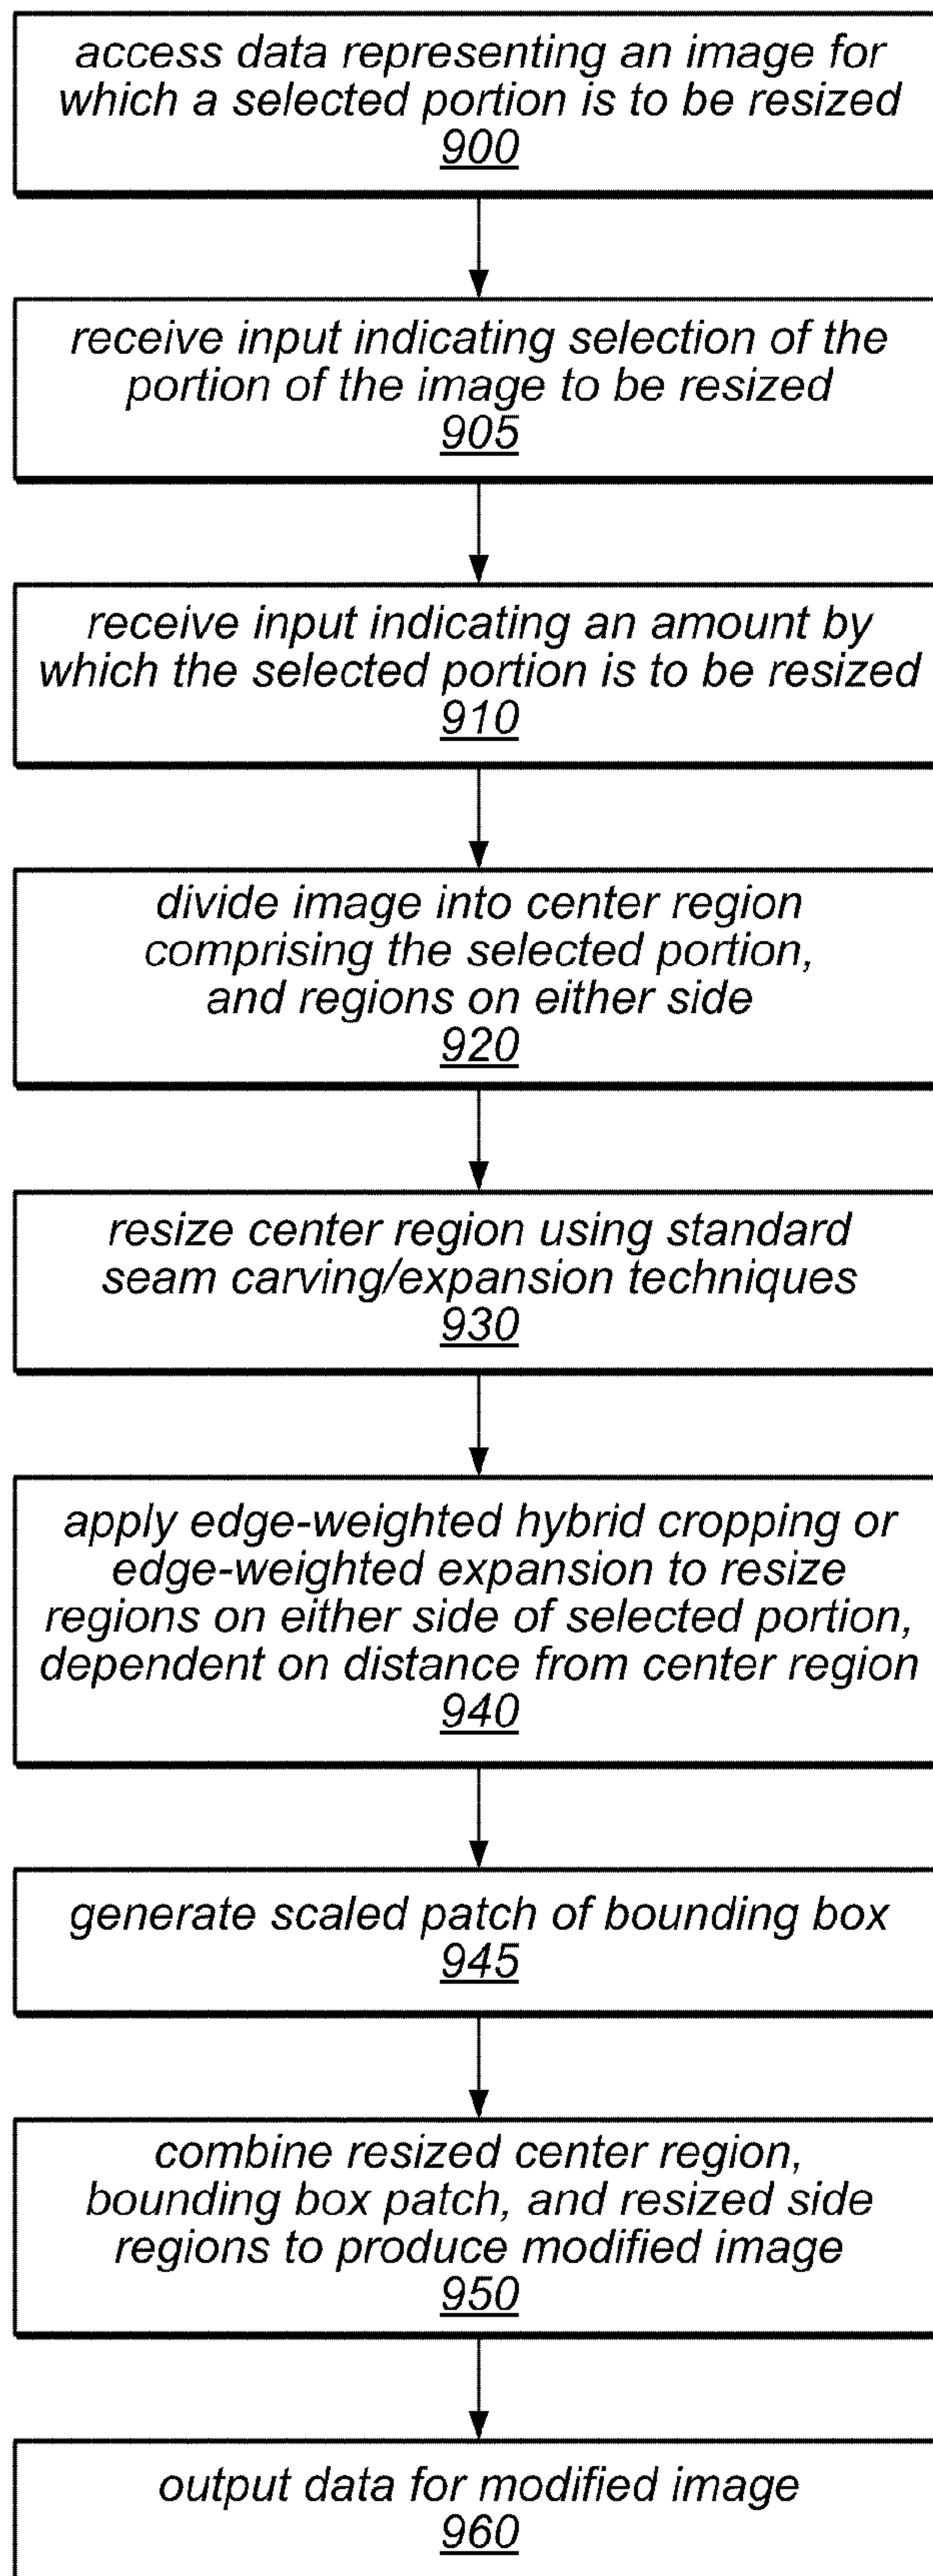 access data representing an image for
which a selected portion is to be resized
900
receive input indicating selection of the
portion of the image to be resized
905
receive input indicating an amount by
which the selected portion is to be resized
910
divide image into center region
comprising the selected portion,
and regions on either side
920
resize center region using standard
seam carving/expansion techniques
930
apply edge-weighted hybrid cropping or
edge-weighted expansion to resize
regions on either side of selected portion,
dependent on distance from center region
940
generate scaled patch of bounding box
945
combine resized center region,
bounding box patch, and resized side
regions to produce modified image
950
output data for modified image
960